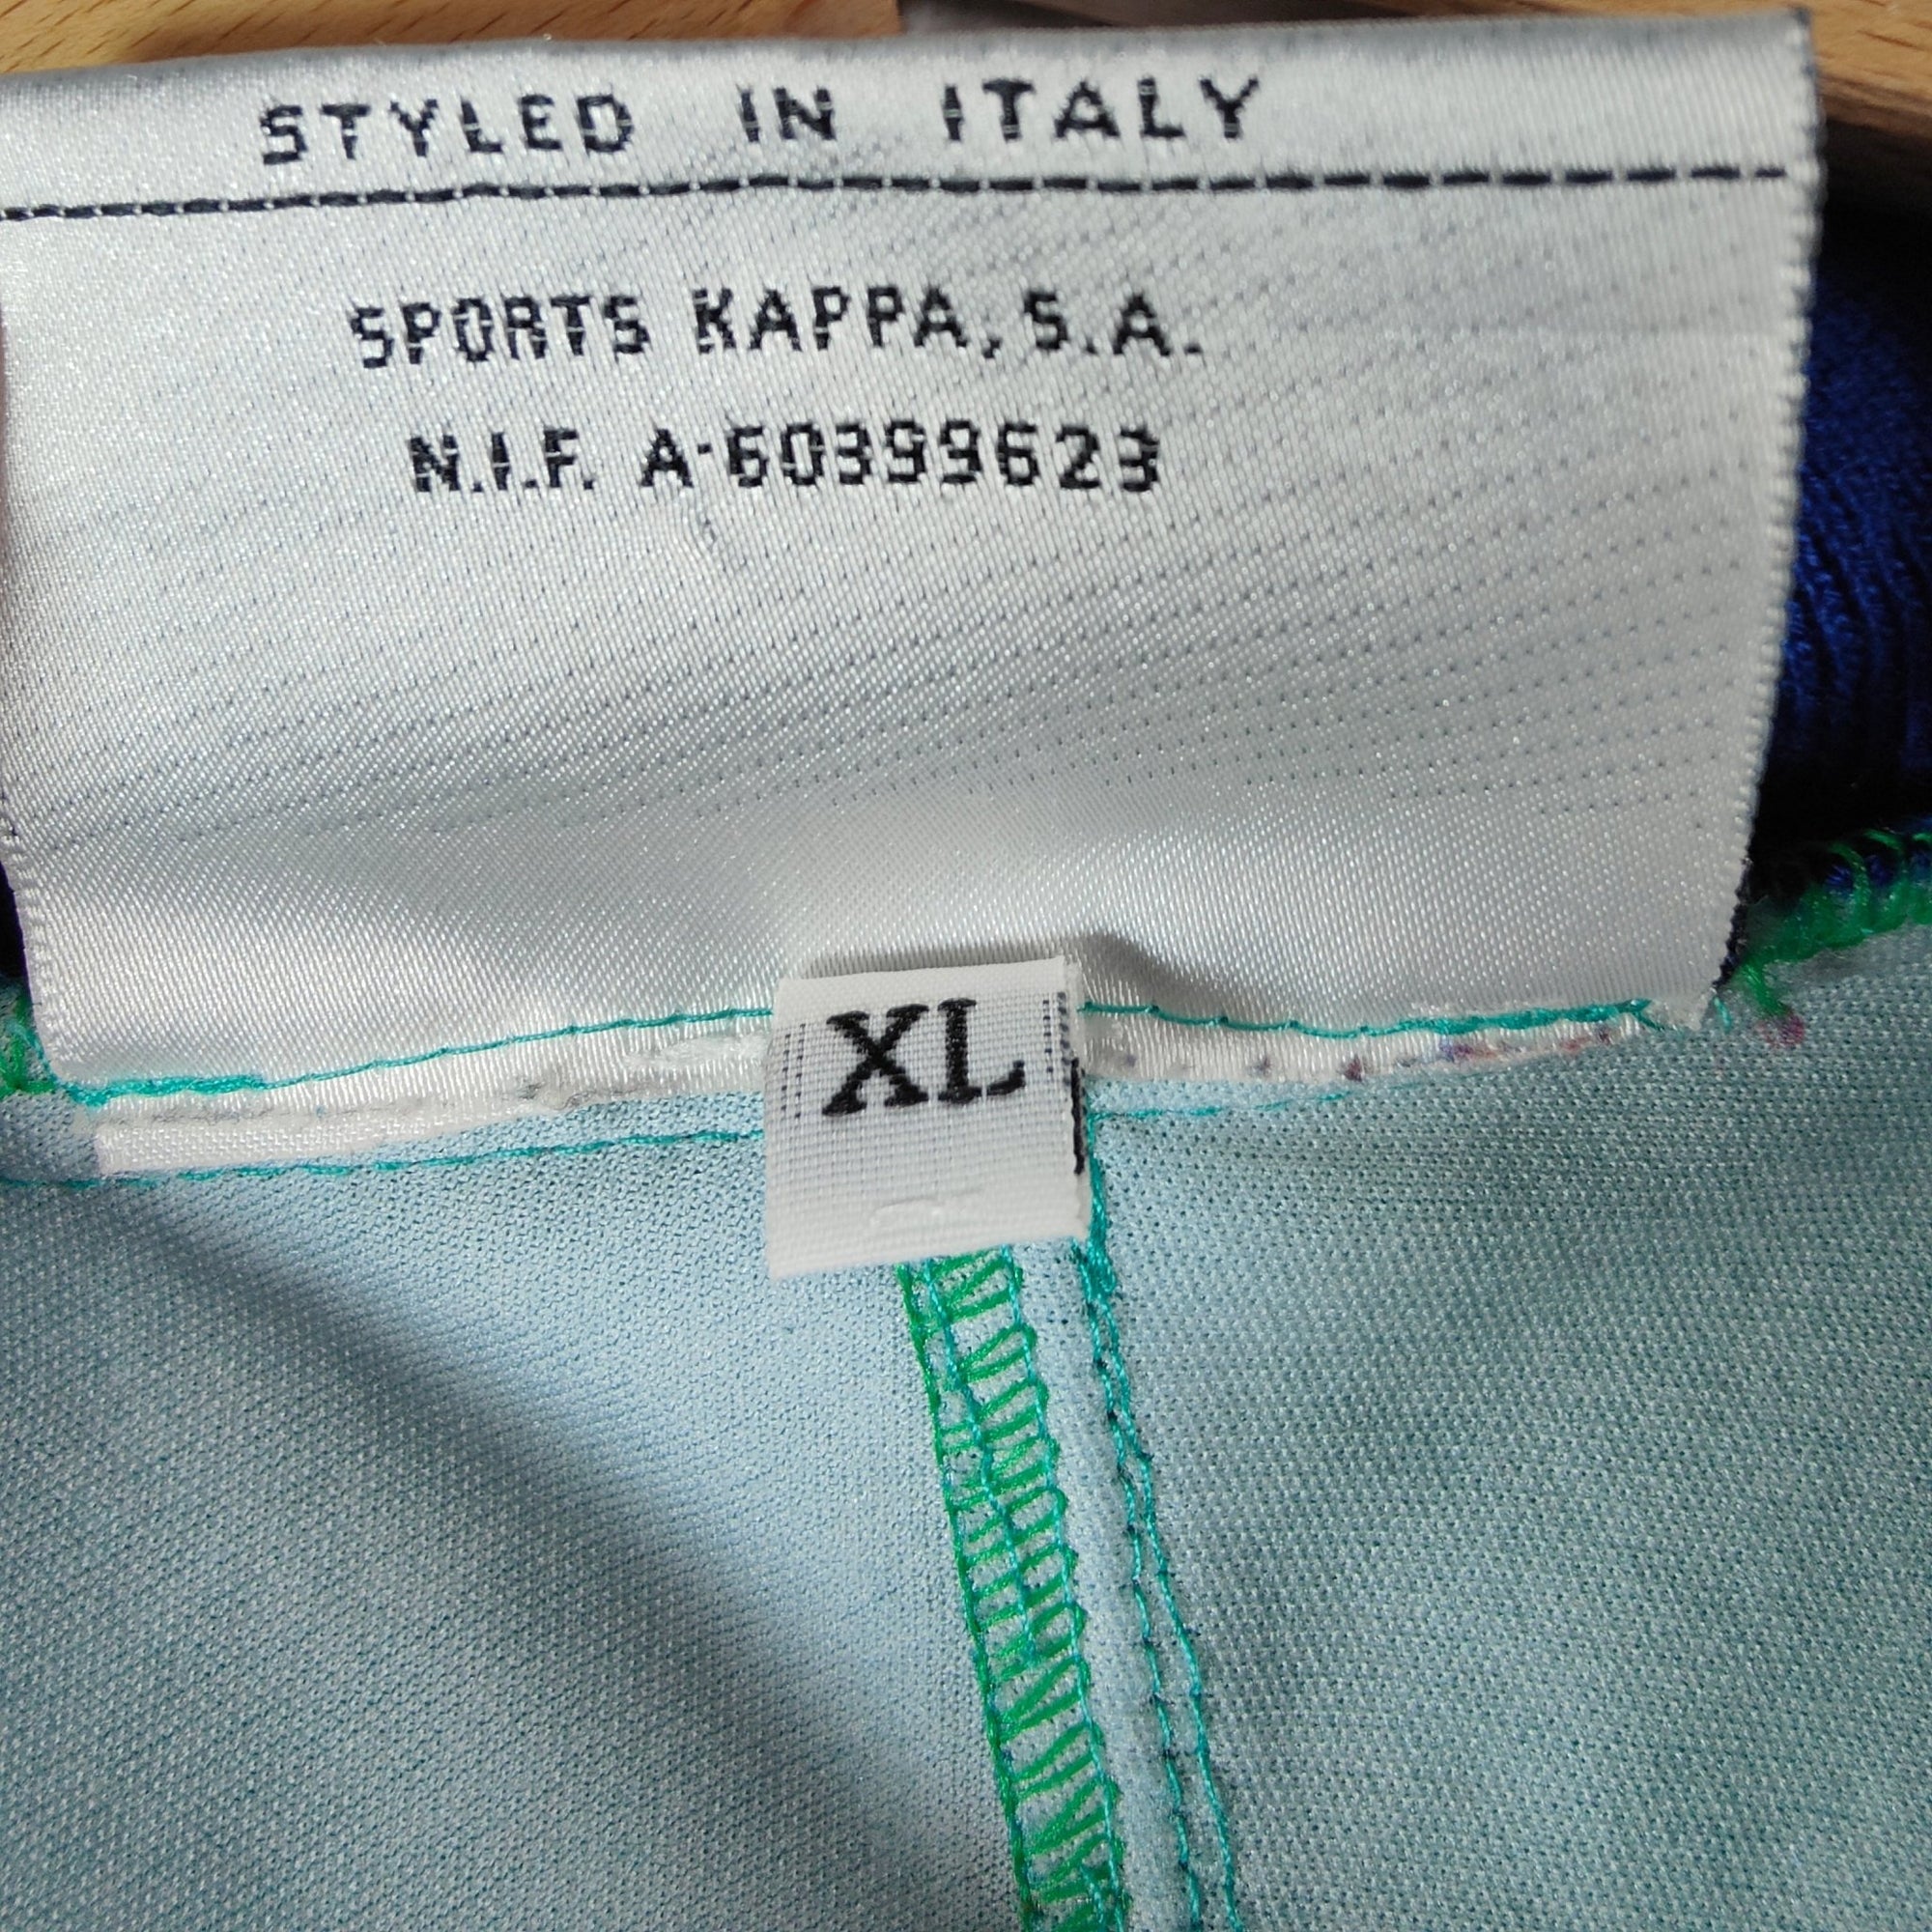 STYLED IN ITALY
SPORTS KAPPA, S.A.
N.I.F. A-60399623
XL